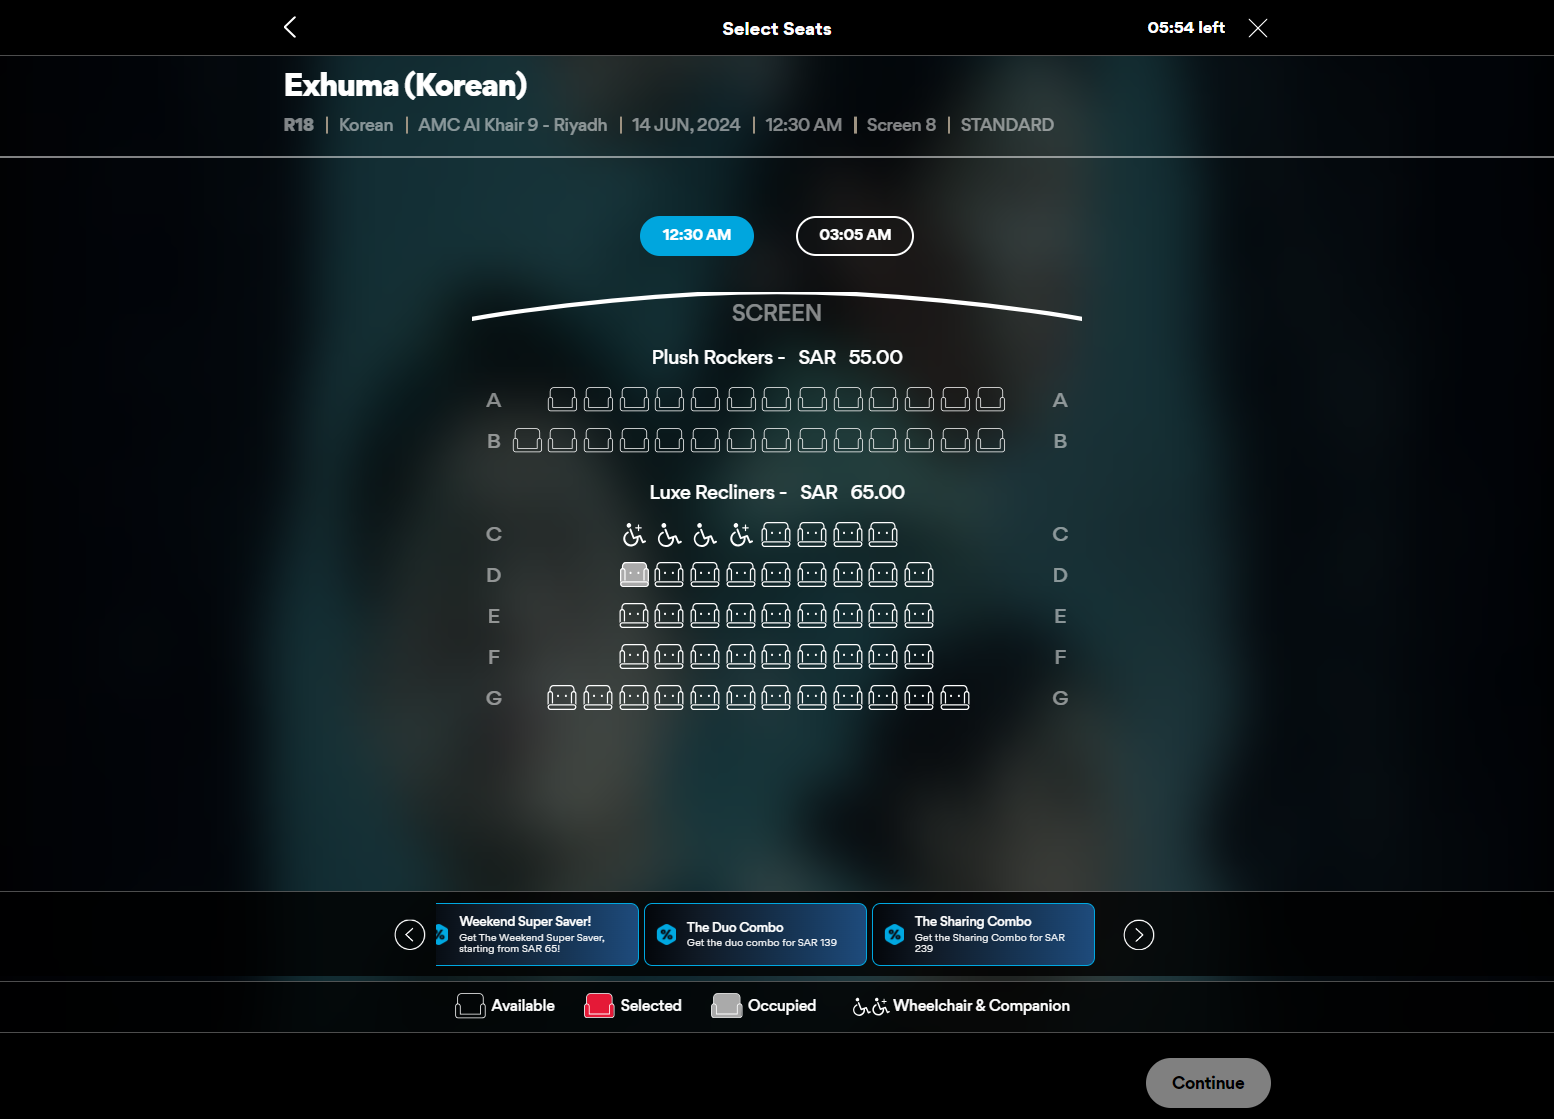 Select Seats
05:54 left
Exhuma (Korean)
R18 | Korean | AMC Al Khair 9 - Riyadh | 14 JUN, 2024 | 12:30 AM | Screen 8 | STANDARD
12:30 AM
03:05 AM
SCREEN
Plush Rockers - SAR 55.00
A A
B B
Luxe Recliners - SAR 65.00
C C
D D
E E
F F
G G
Weekend Super Saver!
Get The Weekend Super Saver,
starting from SAR 65!
The Duo Combo
Get the duo combo for SAR 139
The Sharing Combo
Get the Sharing Combo for SAR
239
Available
Selected
Occupied
Wheelchair & Companion
Continue